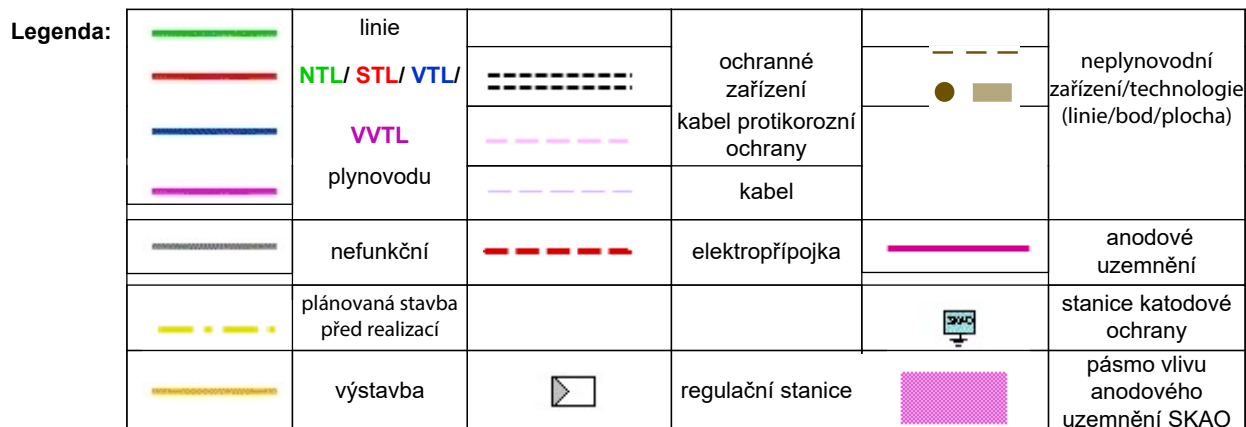 Legenda:
linie
NTL/ STL/ VTL/
VVTL
plynovodu
ochranné
zařízení
kabel protikorozní
ochrany
kabel
neplynovodní
zařízení/technologie
(linie/bod/plocha)
nefunkční
elektropřípojka
anodové
uzemnění
plánovaná stavba
před realizací
SKAO
stanice katodové
ochrany
výstavba
regulační stanice
pásmo vlivu
anodového
uzemnění SKAO